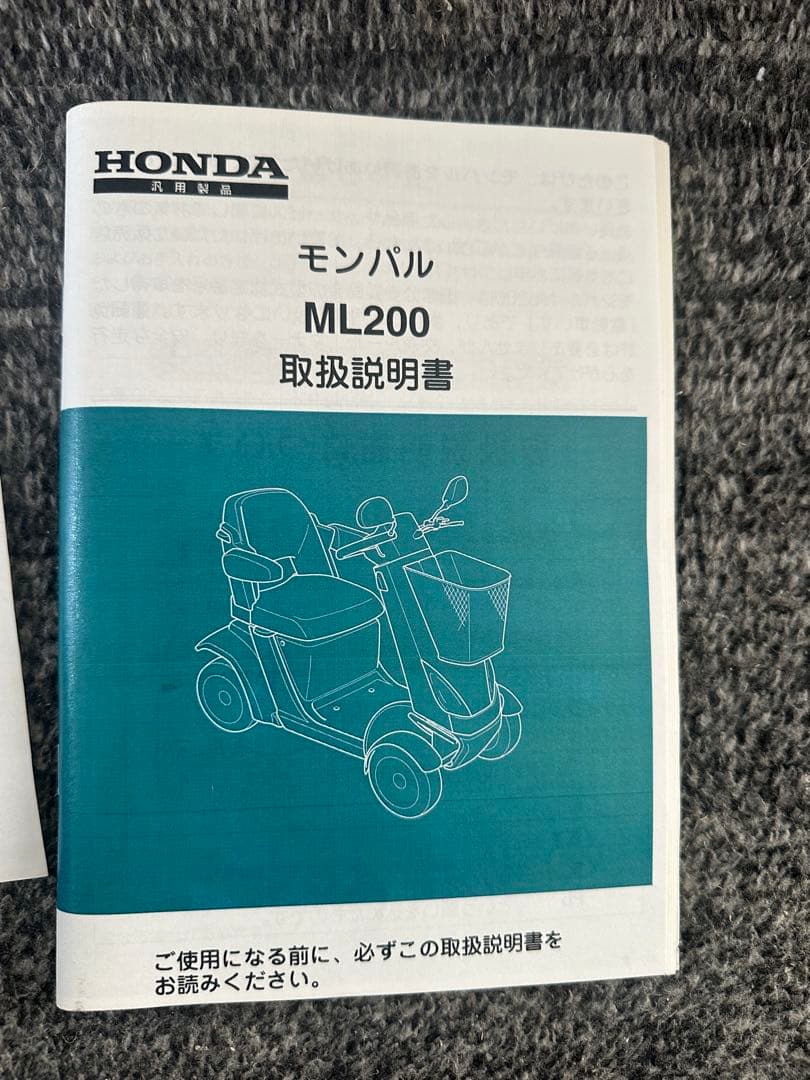 HONDA
汎用製品
モンパル
ML200
取扱説明書
ご使用になる前に、必ずこの取扱説明書を
お読みください。